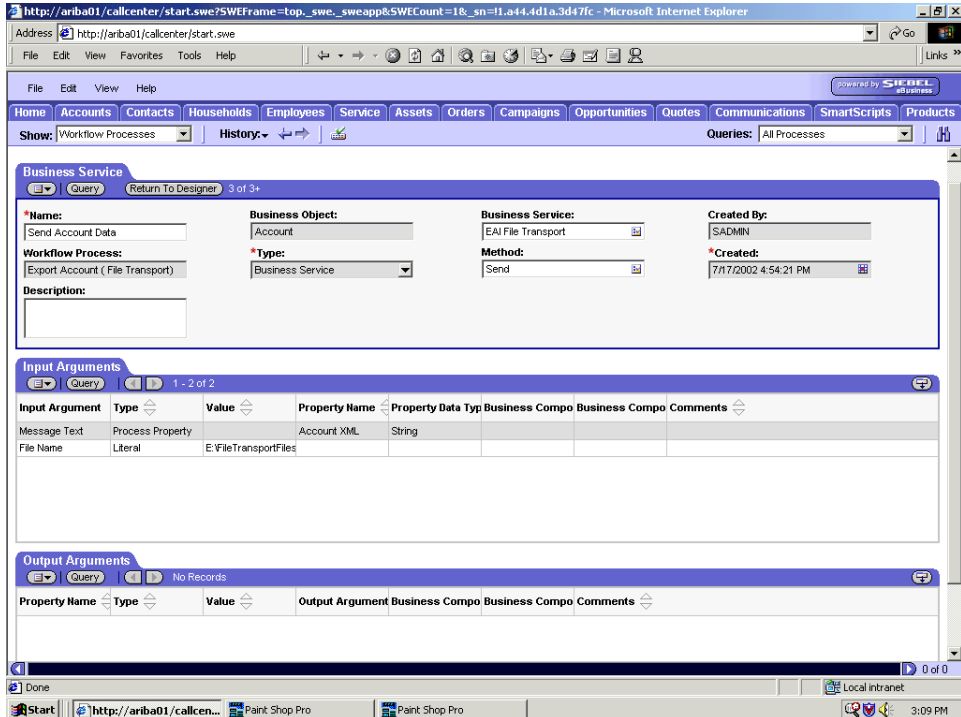 http://ariba01/callcenter/start.swe?SWEFrame=top._swe._sweapp&SWECount=1&_sn=!1.a44.4d1a.3d47fc - Microsoft Internet Explorer
Address http://ariba01/callcenter/start.swe Go
File Edit View Favorites Tools Help Links »
File Edit View Help powered by SIEBEL eBusiness
Home Accounts Contacts Households Employees Service Assets Orders Campaigns Opportunities Quotes Communications SmartScripts Products
Show: Workflow Processes History: Queries: All Processes
Business Service
Query Return To Designer 3 of 3+
*Name: Business Object: Business Service: Created By:
Send Account Data Account EAI File Transport SADMIN
Workflow Process: *Type: Method: *Created:
Export Account ( File Transport) Business Service Send 7/17/2002 4:54:21 PM
Description:
Input Arguments
Query 1 - 2 of 2
Input Argument Type Value Property Name Property Data Typ Business Compo Business Compo Comments
Message Text Process Property Account XML String
File Name Literal E:\FileTransportFiles
Output Arguments
Query No Records
Property Name Type Value Output Argument Business Compo Business Compo Comments
0 of 0
Done Local intranet
Start http://ariba01/callcen... Paint Shop Pro Paint Shop Pro 3:09 PM